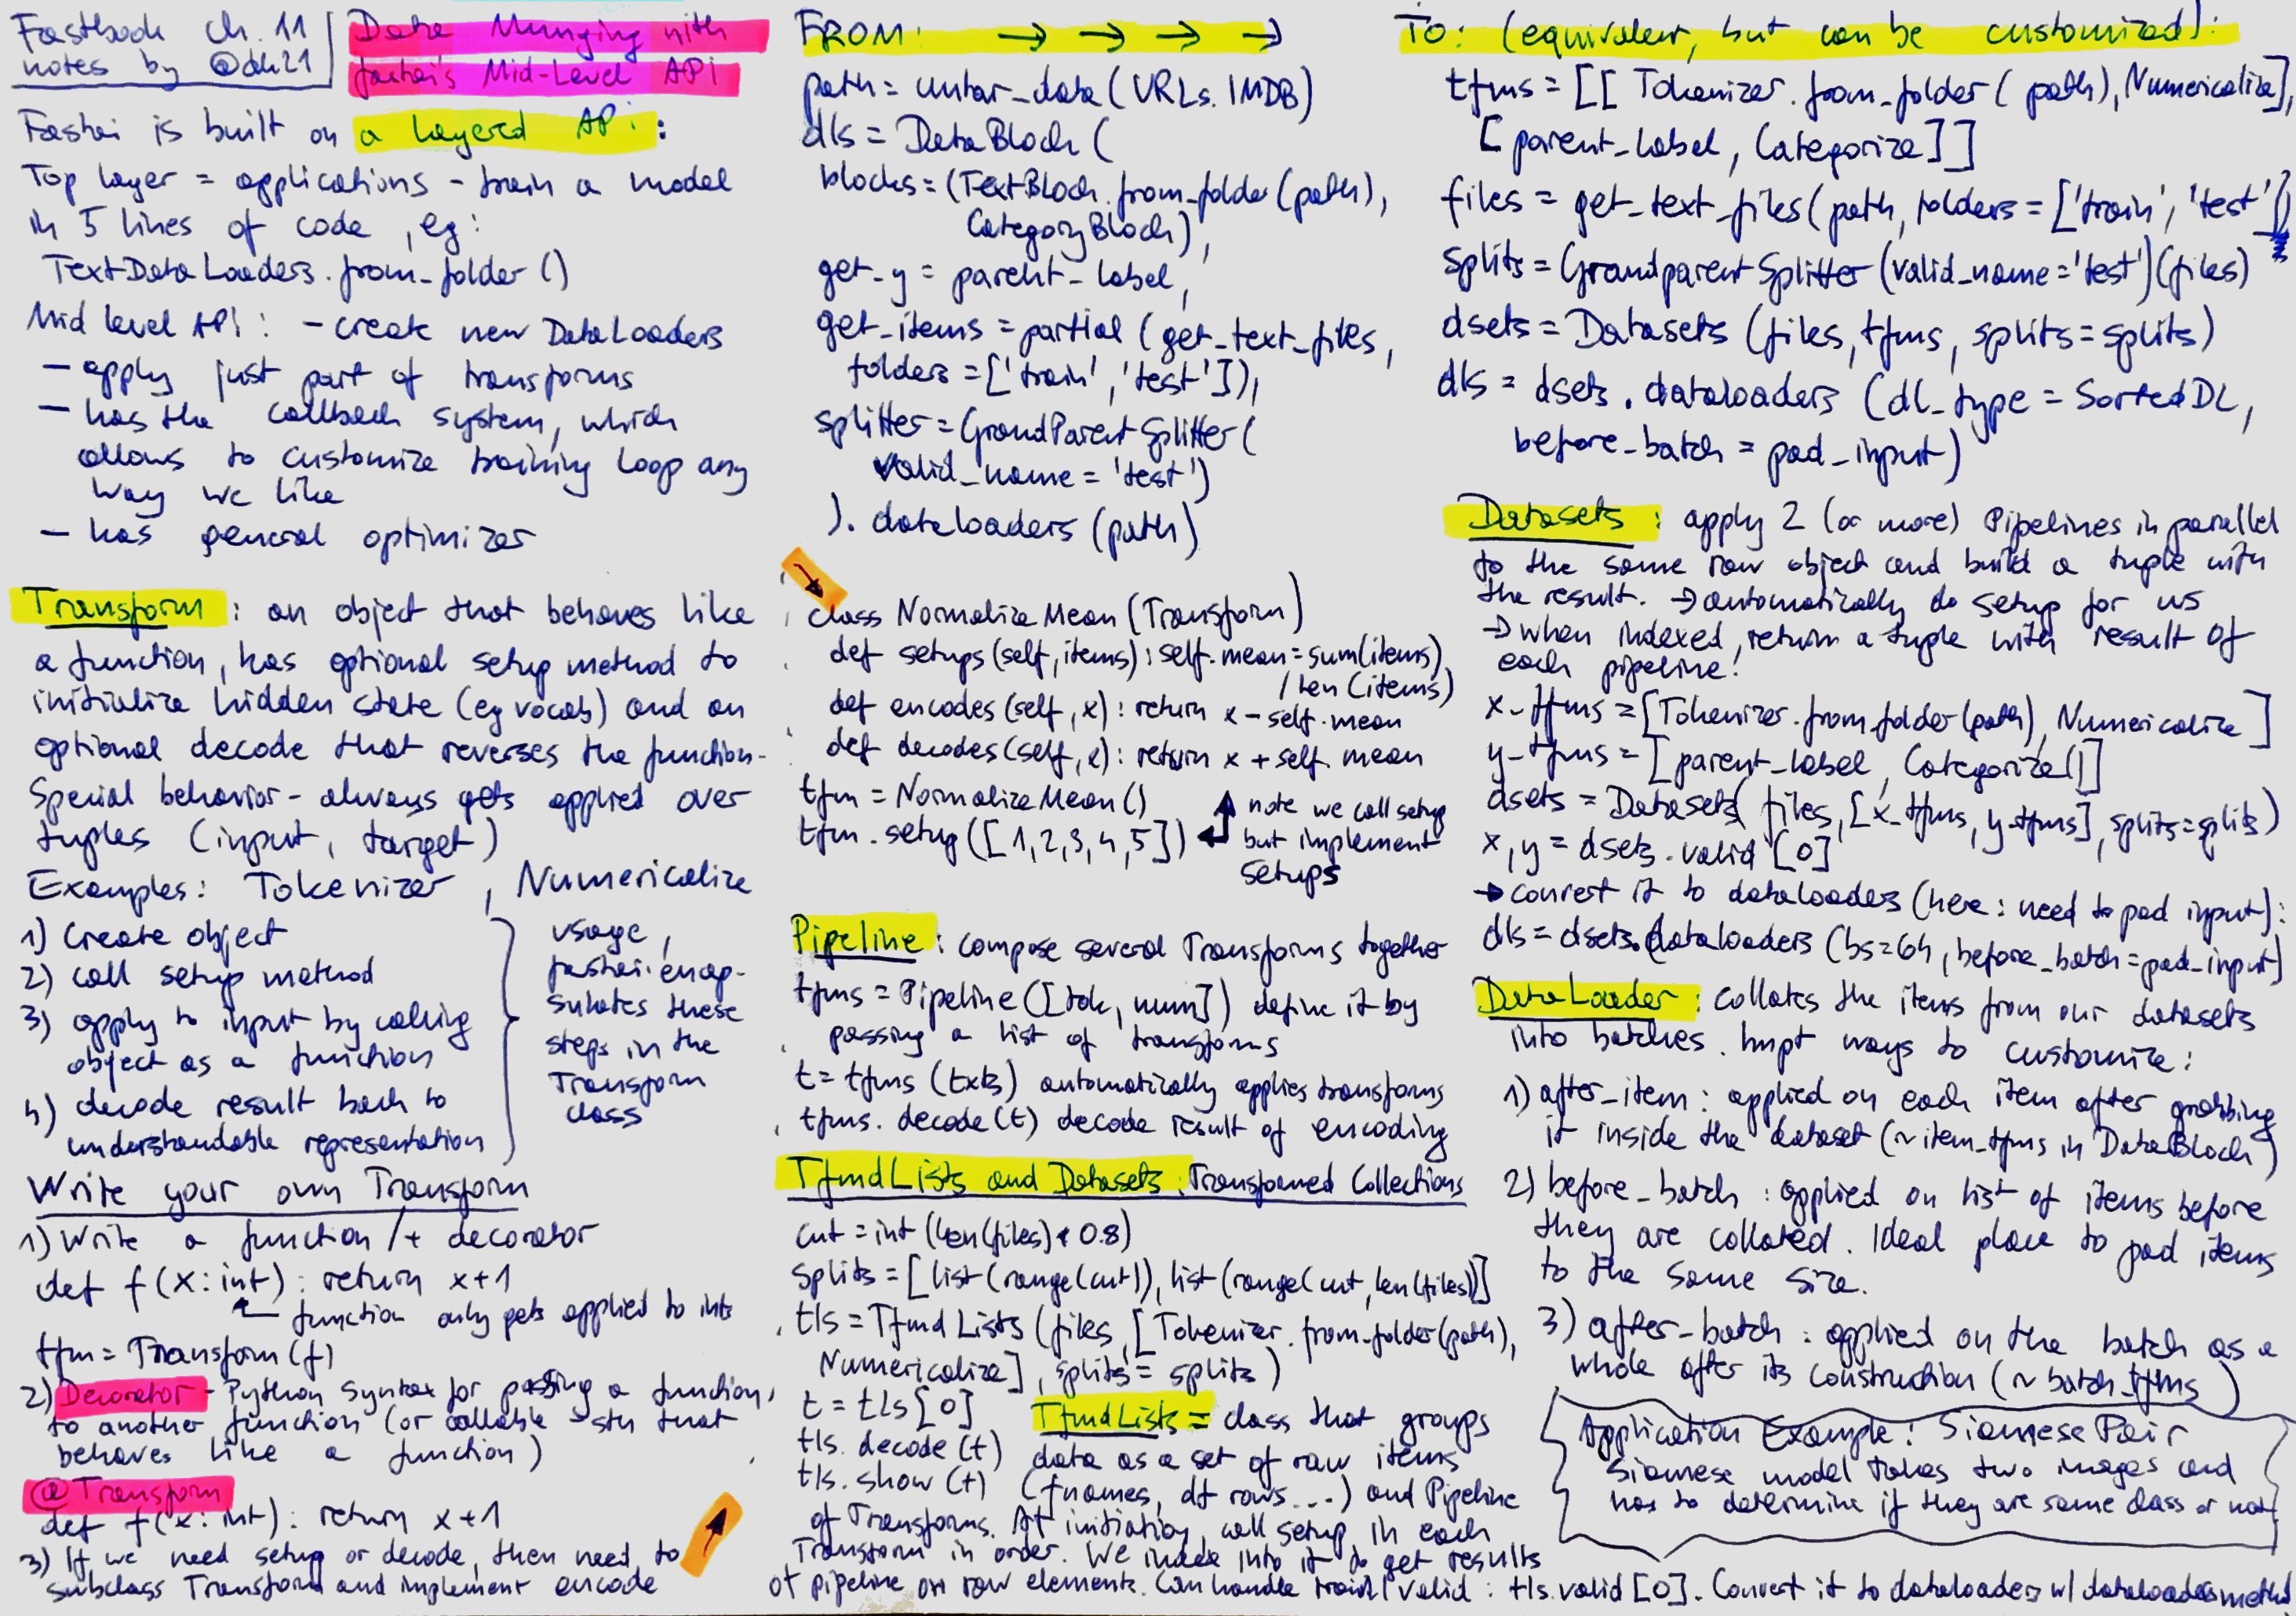 Fastbook ch. 11
notes by @dh21
Data Munging with
fastai's Mid-Level API
Fastai is built on a layered API:
Top layer = applications - train a model
in 5 lines of code, eg:
TextDataLoaders.from_folder()
Mid level API: - create new DataLoaders
- apply just part of transforms
- has the callback system, which
allows to customize training loop any
way we like
- has general optimizer
Transform: an object that behaves like
a function, has optional setup method to
initialize hidden state (eg vocab) and an
optional decode that reverses the function.
Special behavior - always gets applied over
tuples (input, target)
Examples: Tokenizer, Numericalize
1) Create object
2) call setup method
3) apply to input by calling
object as a function
4) decode result back to
understandable representation
usage,
fastai encap-
sulates these
steps in the
Transform
class
Write your own Transform
1) Write a function /+ decorator
def f(x:int): return x+1
function only gets applied to ints
tfm = Transform(f)
2) Decorator - Python syntax for passing a function,
to another function (or callable - sth that
behaves like a function)
@Transform
def f(x:int): return x+1
3) If we need setup or decode, then need to
subclass Transform and implement encode
FROM: → → → →
path = untar_data(URLs.IMDB)
dls = DataBlock(
blocks=(TextBlock.from_folder(path),
CategoryBlock),
get_y = parent_label,
get_items = partial(get_text_files,
folders=['train','test']),
splitter = GrandParentSplitter(
valid_name='test')
).dataloaders(path)
class NormalizeMean(Transform)
def setups(self,items): self.mean=sum(items)
/len(items)
def encodes(self,x): return x-self.mean
def decodes(self,x): return x+self.mean
tfm = NormalizeMean()
tfm.setup([1,2,3,4,5])
note we call setup
but implement
setups
Pipeline: compose several Transforms together
tfms = Pipeline([tok, num]) define it by
passing a list of transforms
t = tfms(txts) automatically applies transforms
tfms.decode(t) decode result of encoding
TfmdLists and Datasets: Transformed Collections
cut = int(len(files)*0.8)
splits = [list(range(cut)), list(range(cut,len(files))]
tls = TfmdLists(files,[Tokenizer.from_folder(path),
Numericalize], splits = splits)
t = tls[0]
tls.decode(t)
tls.show(t)
TfmdLists = class that groups
data as a set of raw items
(fnames, df rows...) and Pipeline
of Transforms. At initiation, call setup in each
Transform in order. We index into it to get results
of pipeline on raw elements. Can handle train/valid: tls.valid[0]. Convert it to dataloaders w/ dataloaders method
TO: (equivalent, but can be customized):
tfms = [[Tokenizer.from_folder(path), Numericalize],
[parent_label, Categorize]]
files = get_text_files(path, folders = ['train', 'test'])
splits = GrandparentSplitter(valid_name='test')(files)
dsets = Datasets(files, tfms, splits=splits)
dls = dsets.dataloaders(dl_type = SortedDL,
before_batch = pad_input)
Datasets: apply 2 (or more) Pipelines in parallel
to the same raw object and build a tuple with
the result. → automatically do setup for us
→ when indexed, return a tuple with result of
each pipeline!
x_tfms = [Tokenizer.from_folder(path), Numericalize]
y_tfms = [parent_label, Categorize()]
dsets = Datasets(files, [x_tfms, y_tfms], splits=splits)
x,y = dsets.valid[0]
→ convert it to dataloaders (here: need to pad input):
dls = dsets.dataloaders(bs=64, before_batch=pad_input)
DataLoader: collates the items from our datasets
into batches. Impt ways to customize:
1) after_item: applied on each item after grabbing
it inside the dataset (~item_tfms in DataBlock)
2) before_batch: applied on list of items before
they are collated. Ideal place to pad items
to the same size.
3) after_batch: applied on the batch as a
whole after its construction (~batch_tfms)
Application Example: Siamese Pair
Siamese model takes two images and
has to determine if they are same class or not